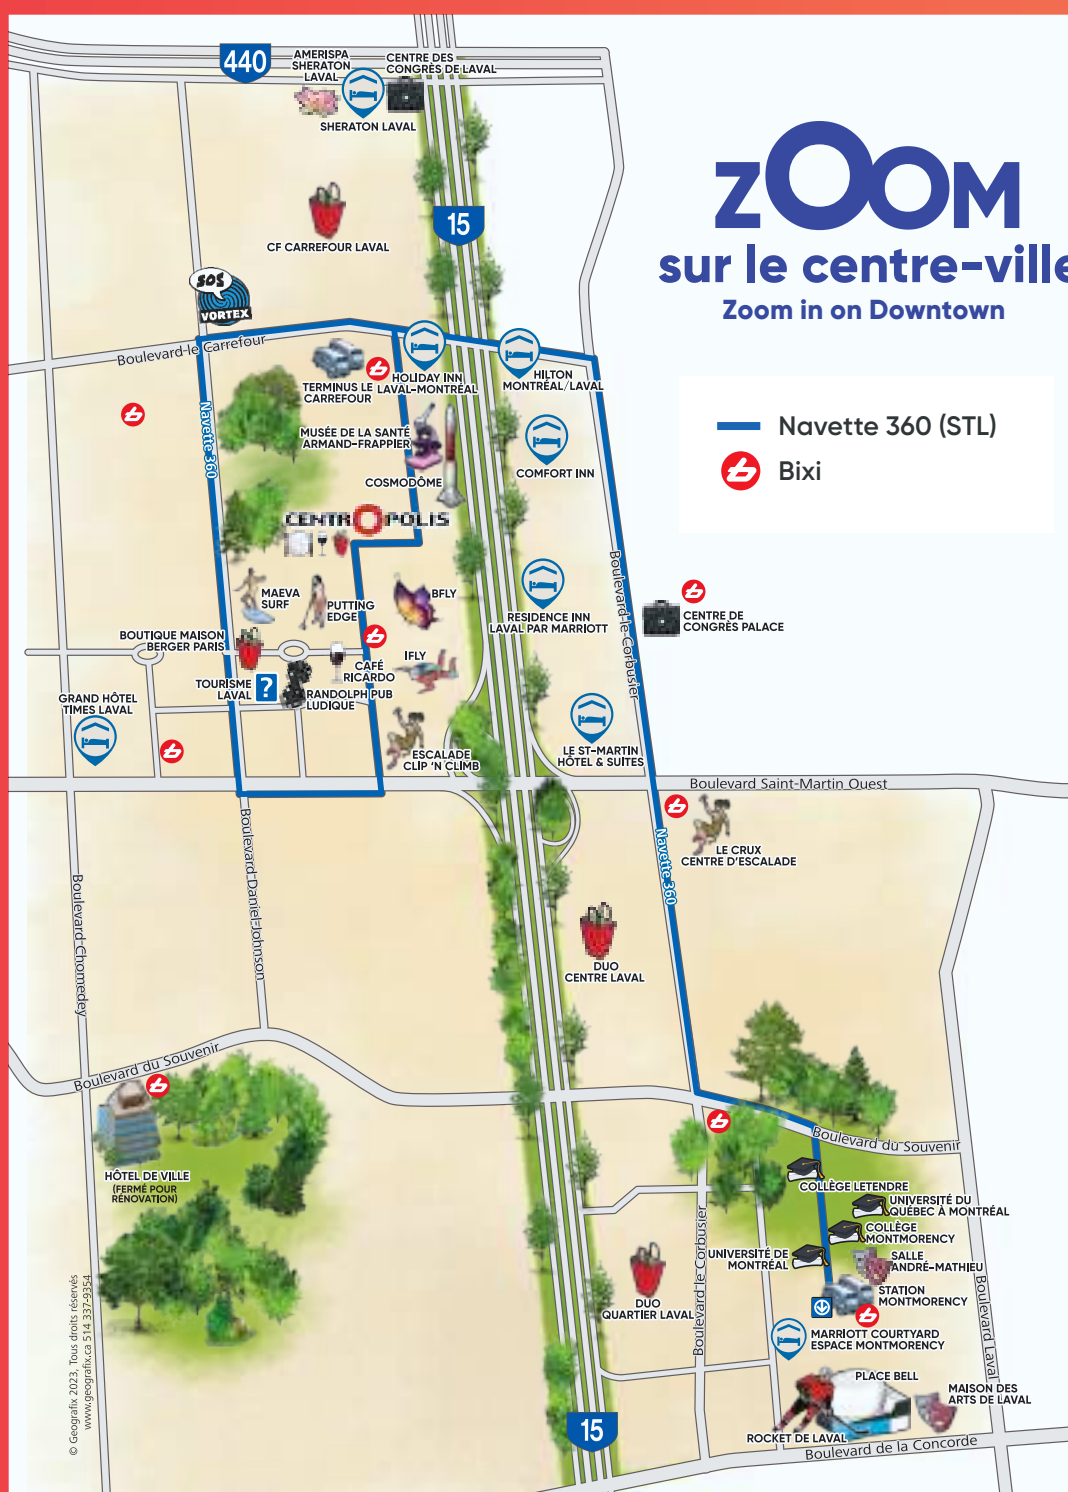 440
AMERISPA
SHERATON
LAVAL
CENTRE DES
CONGRÈS DE LAVAL
SHERATON LAVAL
ZOOM
sur le centre-ville
Zoom in on Downtown
15
CF CARREFOUR LAVAL
SOS
VORTEX
Boulevard le Carrefour
TERMINUS LE
CARREFOUR
HOLIDAY INN
LAVAL-MONTRÉAL
HILTON
MONTRÉAL/LAVAL
Navette 360 (STL)
Bixi
Navette 360
MUSÉE DE LA SANTÉ
ARMAND-FRAPPIER
COSMODÔME
COMFORT INN
CENTROPOLIS
Boulevard le Corbusier
MAEVA
SURF
PUTTING
EDGE
BFLY
RESIDENCE INN
LAVAL PAR MARRIOTT
CENTRE DE
CONGRÈS PALACE
BOUTIQUE MAISON
BERGER PARIS
CAFÉ
RICARDO
IFLY
TOURISME
LAVAL
?
RANDOLPH PUB
LUDIQUE
GRAND HÔTEL
TIMES LAVAL
ESCALADE
CLIP 'N CLIMB
LE ST-MARTIN
HÔTEL & SUITES
Boulevard Saint-Martin Ouest
Navette 360
LE CRUX
CENTRE D'ESCALADE
Boulevard Chomedey
Boulevard Daniel-Johnson
DUO
CENTRE LAVAL
Boulevard du Souvenir
Boulevard du Souvenir
HÔTEL DE VILLE
(FERMÉ POUR
RÉNOVATION)
COLLÈGE LETENDRE
UNIVERSITÉ DU
QUÉBEC À MONTRÉAL
COLLÈGE
MONTMORENCY
UNIVERSITÉ DE
MONTRÉAL
SALLE
ANDRÉ-MATHIEU
STATION
MONTMORENCY
Boulevard le Corbusier
Boulevard Laval
DUO
QUARTIER LAVAL
MARRIOTT COURTYARD
ESPACE MONTMORENCY
PLACE BELL
MAISON DES
ARTS DE LAVAL
ROCKET DE LAVAL
15
Boulevard de la Concorde
© Geografix 2023, Tous droits réservés
www.geografix.ca 514 337-9354